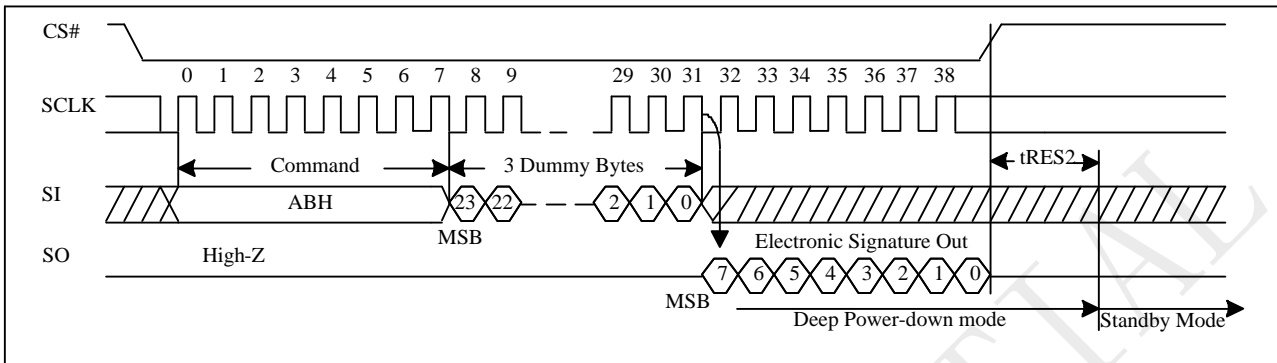 CS#
0 1 2 3 4 5 6 7 8 9 29 30 31 32 33 34 35 36 37 38
SCLK
Command 3 Dummy Bytes tRES2
SI ABH 23 22 2 1 0
MSB
SO High-Z Electronic Signature Out
7 6 5 4 3 2 1 0
MSB
Deep Power-down mode Standby Mode
TIAL